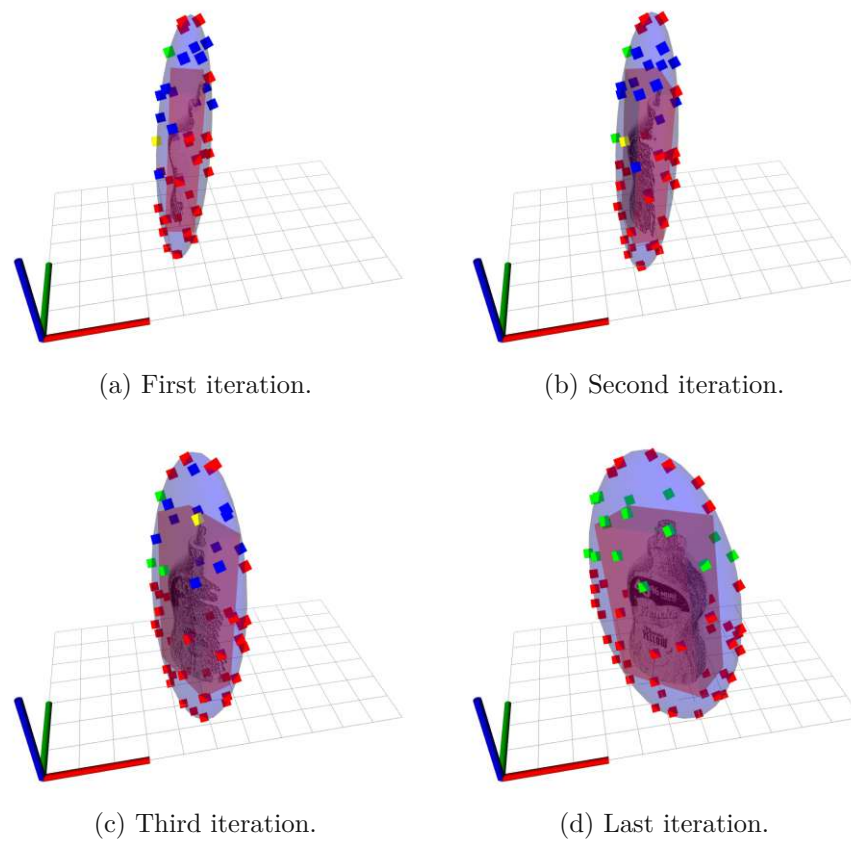 (a) First iteration.
(b) Second iteration.
(c) Third iteration.
(d) Last iteration.